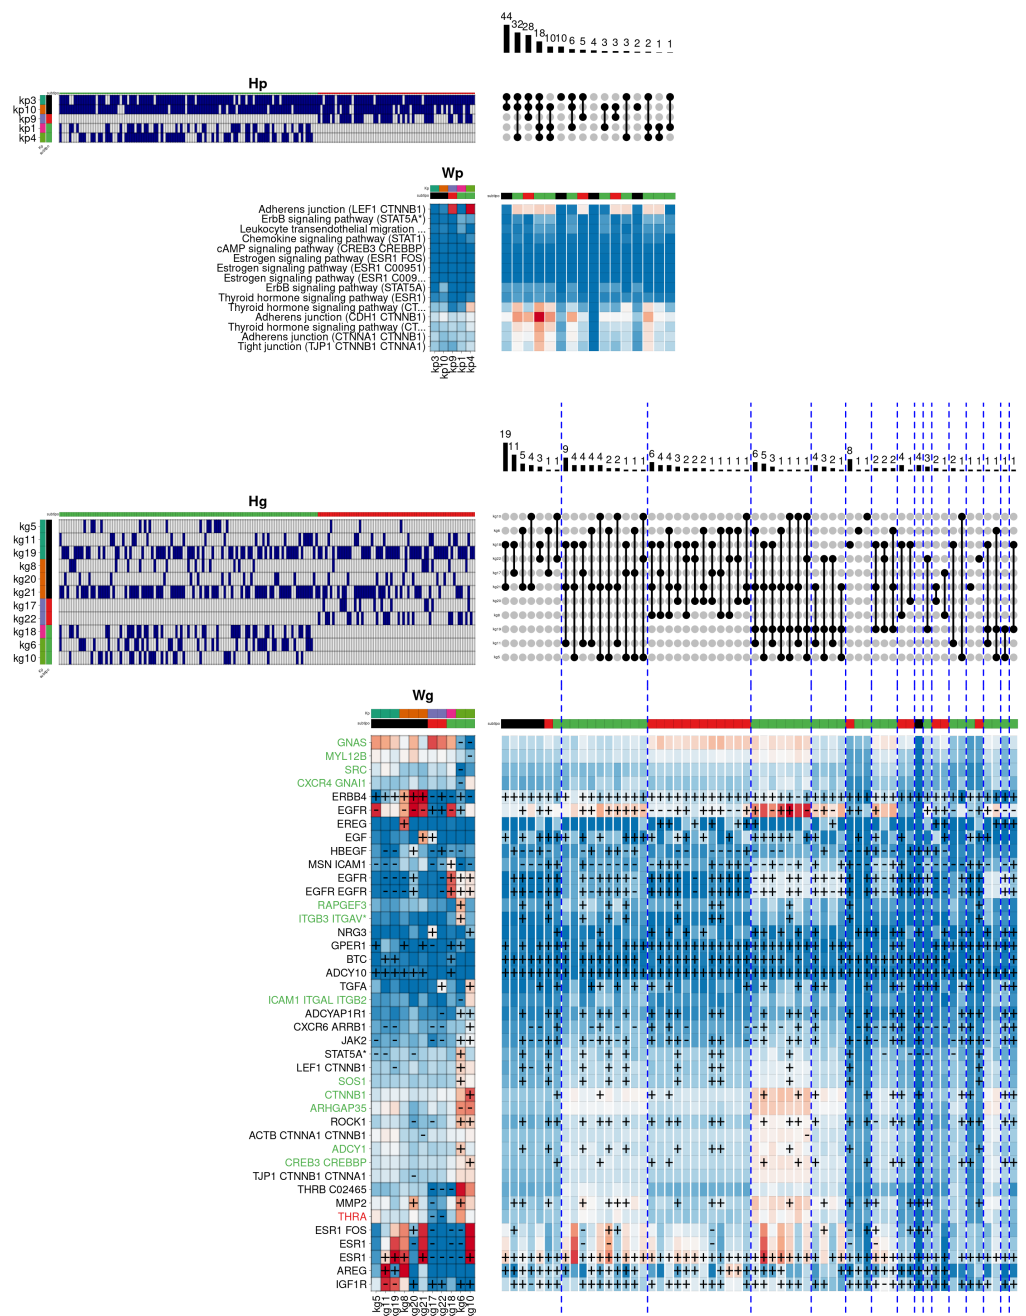 44 32 28 18 10 10 6 5 4 3 3 3 2 2 1 1
Hp
kp3
kp10
kp9
kp1
kp4
Kp
subtipo
Wp
Kp
subtipo
subtipo
Adherens junction (LEF1 CTNNB1)
ErbB signaling pathway (STAT5A*)
Leukocyte transendothelial migration ...
Chemokine signaling pathway (STAT1)
cAMP signaling pathway (CREB3 CREBBP)
Estrogen signaling pathway (ESR1 FOS)
Estrogen signaling pathway (ESR1 C00951)
Estrogen signaling pathway (ESR1 C009...
ErbB signaling pathway (STAT5A)
Thyroid hormone signaling pathway (ESR1)
Thyroid hormone signaling pathway (CT...
Adherens junction (CDH1 CTNNB1)
Thyroid hormone signaling pathway (CT...
Adherens junction (CTNNA1 CTNNB1)
Tight junction (TJP1 CTNNB1 CTNNA1)
kp3 kp10 kp9 kp1 kp4
19 11 5 4 3 1 1 9 4 4 4 4 2 2 1 1 1 6 4 4 3 2 2 2 1 1 1 1 1 6 5 3 1 1 1 1 4 3 2 1 8 1 1 2 2 2 4 1 4 3 2 1 2 1 1 1 1 1 1 1
Hg
kg5
kg11
kg19
kg8
kg20
kg21
kg17
kg22
kg18
kg6
kg10
Kp
subtipo
Wg
Kp
subtipo
subtipo
GNAS
MYL12B
SRC
CXCR4 GNAI1
ERBB4
EGFR
EREG
EGF
HBEGF
MSN ICAM1
EGFR
EGFR EGFR
RAPGEF3
ITGB3 ITGAV*
NRG3
GPER1
BTC
ADCY10
TGFA
ICAM1 ITGAL ITGB2
ADCYAP1R1
CXCR6 ARRB1
JAK2
STAT5A*
LEF1 CTNNB1
SOS1
CTNNB1
ARHGAP35
ROCK1
ACTB CTNNA1 CTNNB1
ADCY1
CREB3 CREBBP
TJP1 CTNNB1 CTNNA1
THRB C02465
MMP2
THRA
ESR1 FOS
ESR1
ESR1
AREG
IGF1R
kg5 kg11 kg19 kg8 kg20 kg21 kg17 kg22 kg18 kg6 kg10